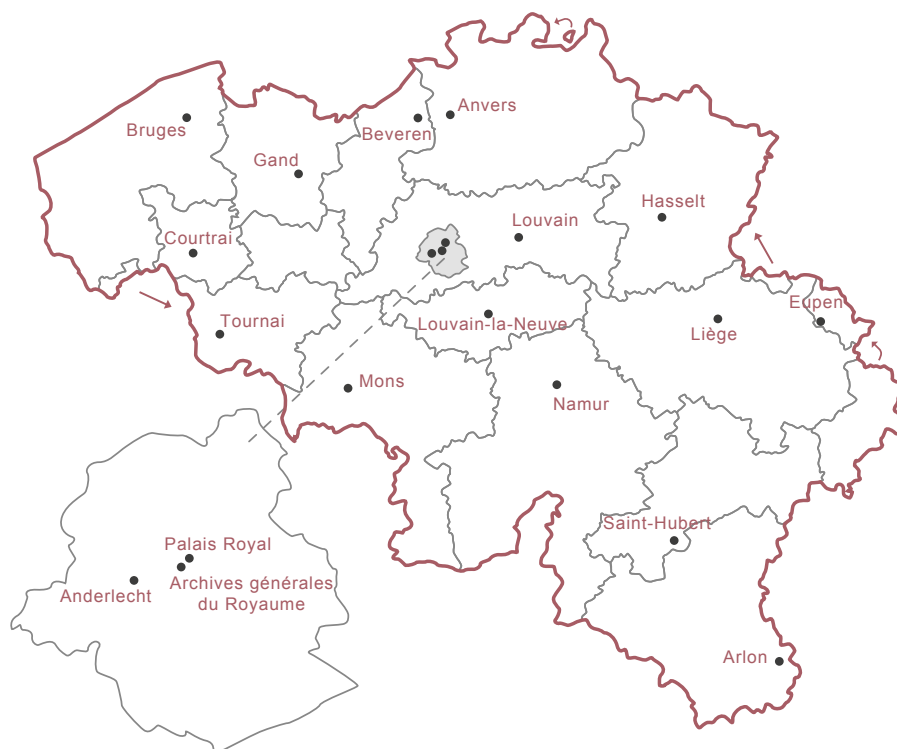 Anvers
Bruges
Beveren
Gand
Hasselt
Courtrai
Louvain
Eupen
Tournai
Louvain-la-Neuve
Liège
Mons
Namur
Saint-Hubert
Palais Royal
Anderlecht
Archives générales
du Royaume
Arlon